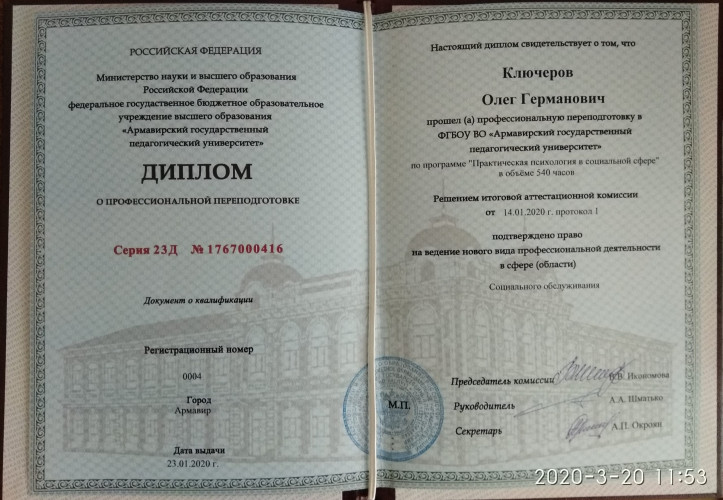 РОССИЙСКАЯ ФЕДЕРАЦИЯ
Министерство науки и высшего образования
Российской Федерации
федеральное государственное бюджетное образовательное
учреждение высшего образования
«Армавирский государственный
педагогический университет»
ДИПЛОМ
О ПРОФЕССИОНАЛЬНОЙ ПЕРЕПОДГОТОВКЕ
Серия 23Д № 1767000416
Документ о квалификации
Регистрационный номер
0004
Город
Армавир
Дата выдачи
23.01.2020 г.
Настоящий диплом свидетельствует о том, что
Ключеров
Олег Германович
прошел (а) профессиональную переподготовку в
ФГБОУ ВО «Армавирский государственный
педагогический университет»
по программе "Практическая психология в социальной сфере"
в объёме 540 часов
Решением итоговой аттестационной комиссии
от 14.01.2020 г. протокол 1
подтверждено право
на ведение нового вида профессиональной деятельности
в сфере (области)
Социального обслуживания
Председатель комиссии В.В. Икономова
М.П.
Руководитель А.А. Шматько
Секретарь А.П. Окроян
2020-3-20 11:53